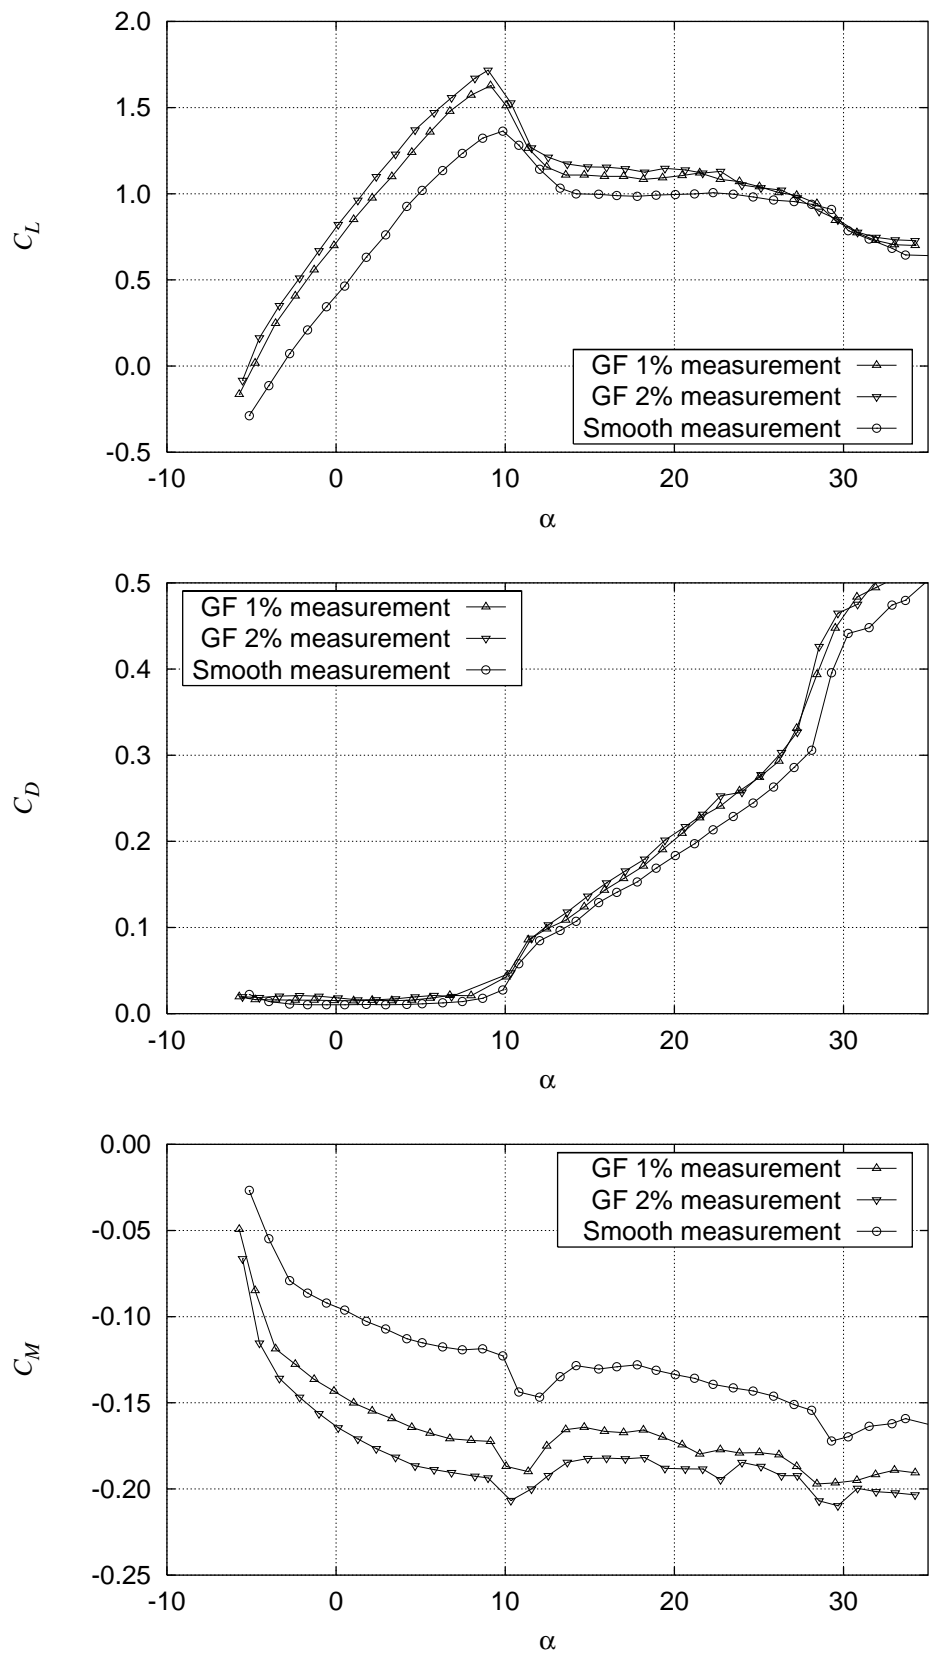 2.0
1.5
1.0
0.5
0.0
-0.5
C_L
GF 1% measurement
GF 2% measurement
Smooth measurement
-10 0 10 20 30
α
0.5
0.4
0.3
0.2
0.1
0.0
C_D
GF 1% measurement
GF 2% measurement
Smooth measurement
-10 0 10 20 30
α
0.00
-0.05
-0.10
-0.15
-0.20
-0.25
C_M
GF 1% measurement
GF 2% measurement
Smooth measurement
-10 0 10 20 30
α